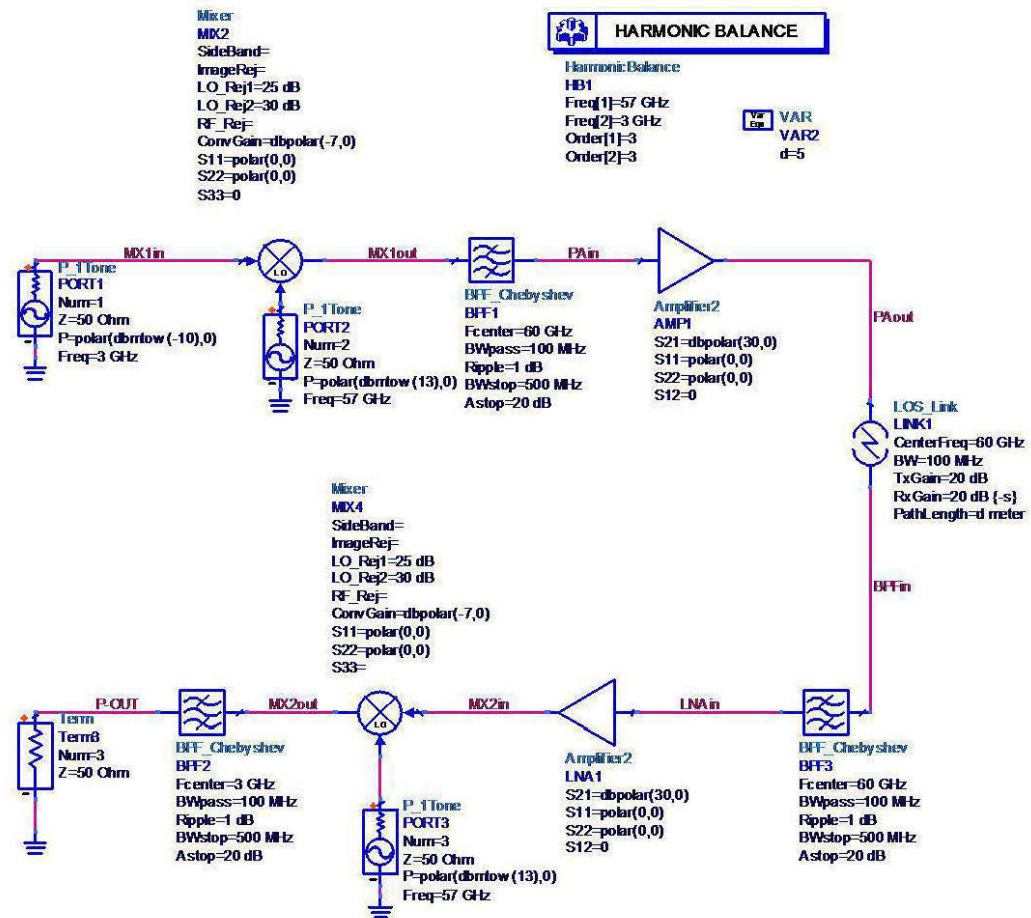 Mixer
MIX2
SideBand=
ImageRej=
LO_Rej1=25 dB
LO_Rej2=30 dB
RF_Rej=
ConvGain=dbpolar(-7,0)
S11=polar(0,0)
S22=polar(0,0)
S33=0
HARMONIC BALANCE
HarmonicBalance
HB1
Freq[1]=57 GHz
Freq[2]=3 GHz
Order[1]=3
Order[2]=3
Var
Eqn
VAR
VAR2
d=5
MX1in
LO
MX1out
PAin
PAout
P_1Tone
PORT1
Num=1
Z=50 Ohm
P=polar(dbmtow (-10),0)
Freq=3 GHz
P_1Tone
PORT2
Num=2
Z=50 Ohm
P=polar(dbmtow (13),0)
Freq=57 GHz
BPF_Chebyshev
BPF1
Fcenter=60 GHz
BWpass=100 MHz
Ripple=1 dB
BWstop=500 MHz
Astop=20 dB
Amplifier2
AMP1
S21=dbpolar(30,0)
S11=polar(0,0)
S22=polar(0,0)
S12=0
LOS_Link
LINK1
CenterFreq=60 GHz
BW=100 MHz
TxGain=20 dB
RxGain=20 dB {-s}
PathLength=d meter
BPFin
Mixer
MIX4
SideBand=
ImageRej=
LO_Rej1=25 dB
LO_Rej2=30 dB
RF_Rej=
ConvGain=dbpolar(-7,0)
S11=polar(0,0)
S22=polar(0,0)
S33=
P-OUT
MX2out
LO
MX2in
LNAin
Term
Term3
Num=3
Z=50 Ohm
BPF_Chebyshev
BPF2
Fcenter=3 GHz
BWpass=100 MHz
Ripple=1 dB
BWstop=500 MHz
Astop=20 dB
P_1Tone
PORT3
Num=3
Z=50 Ohm
P=polar(dbmtow (13),0)
Freq=57 GHz
Amplifier2
LNA1
S21=dbpolar(30,0)
S11=polar(0,0)
S22=polar(0,0)
S12=0
BPF_Chebyshev
BPF3
Fcenter=60 GHz
BWpass=100 MHz
Ripple=1 dB
BWstop=500 MHz
Astop=20 dB